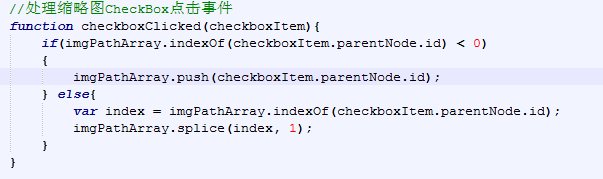 //处理缩略图CheckBox点击事件
function checkboxClicked(checkboxItem){
if(imgPathArray.indexOf(checkboxItem.parentNode.id) < 0)
{
imgPathArray.push(checkboxItem.parentNode.id);
} else{
var index = imgPathArray.indexOf(checkboxItem.parentNode.id);
imgPathArray.splice(index, 1);
}
}